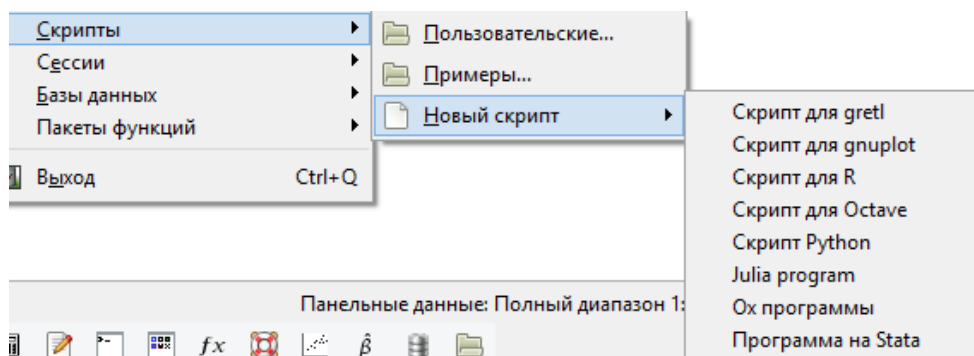 Скрипты
Сессии
Базы данных
Пакеты функций
Выход Ctrl+Q
Пользовательские...
Примеры...
Новый скрипт
Скрипт для gretl
Скрипт для gnuplot
Скрипт для R
Скрипт для Octave
Скрипт Python
Julia program
Ox программы
Программа на Stata
Панельные данные: Полный диапазон 1:
fx β̂